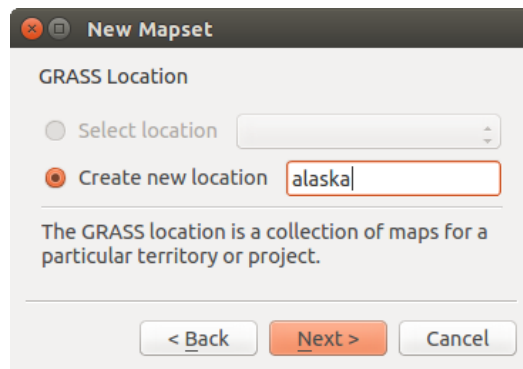 New Mapset
GRASS Location
Select location
Create new location alaska
The GRASS location is a collection of maps for a
particular territory or project.
< Back Next > Cancel